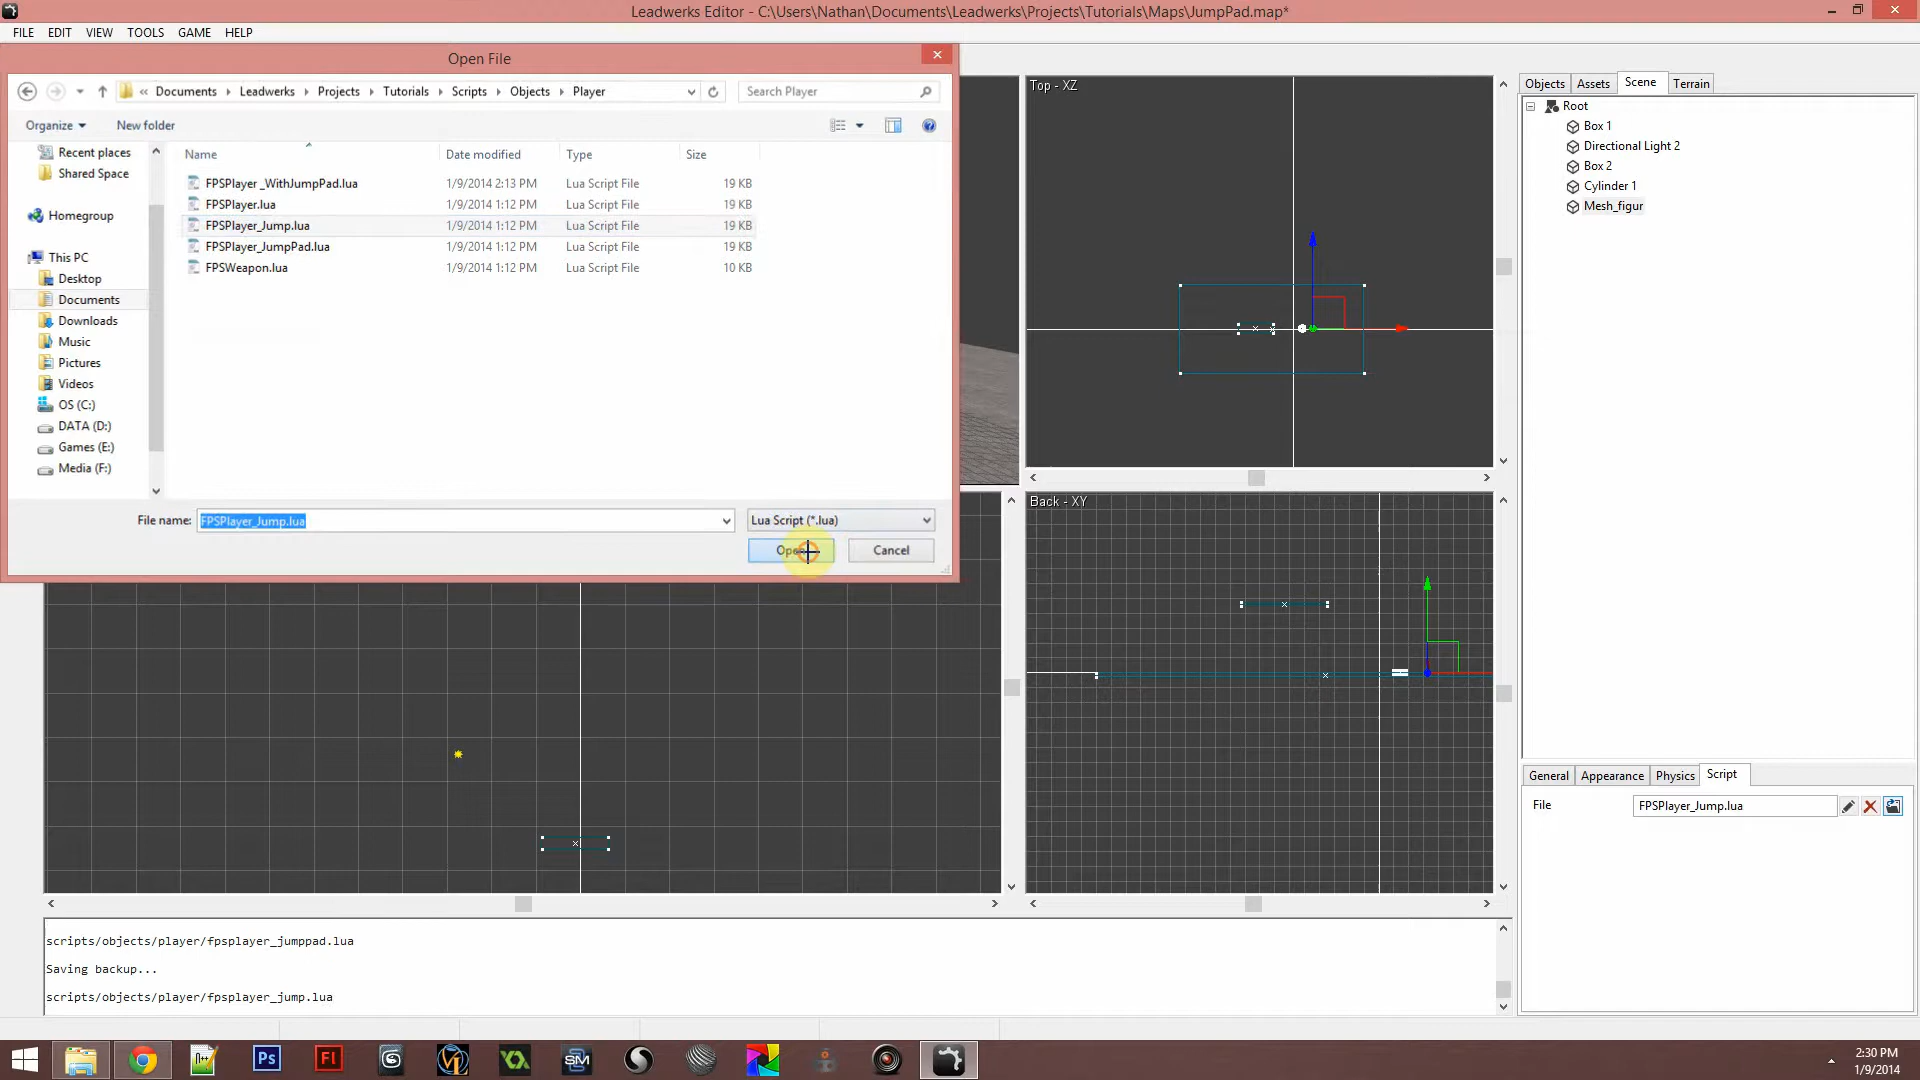 Leadwerks Editor - C:\Users\Nathan\Documents\Leadwerks\Projects\Tutorials\Maps\JumpPad.map*
FILE EDIT VIEW TOOLS GAME HELP
Open File
Documents Leadwerks Projects Tutorials Scripts Objects Player
Search Player
Organize New folder
Name Date modified Type Size
FPSPlayer _WithJumpPad.lua 1/9/2014 2:13 PM Lua Script File 19 KB
FPSPlayer.lua 1/9/2014 1:12 PM Lua Script File 19 KB
FPSPlayer_Jump.lua 1/9/2014 1:12 PM Lua Script File 19 KB
FPSPlayer_JumpPad.lua 1/9/2014 1:12 PM Lua Script File 19 KB
FPSWeapon.lua 1/9/2014 1:12 PM Lua Script File 10 KB
Recent places
Shared Space
Homegroup
This PC
Desktop
Documents
Downloads
Music
Pictures
Videos
OS (C:)
DATA (D:)
Games (E:)
Media (F:)
File name: FPSPlayer_Jump.lua
Lua Script (*.lua)
Open Cancel
Top - XZ
Back - XY
Objects Assets Scene Terrain
Root
Box 1
Directional Light 2
Box 2
Cylinder 1
Mesh_figur
General Appearance Physics Script
File FPSPlayer_Jump.lua
scripts/objects/player/fpsplayer_jumppad.lua
Saving backup...
scripts/objects/player/fpsplayer_jump.lua
Ps Fl SM
2:30 PM
1/9/2014